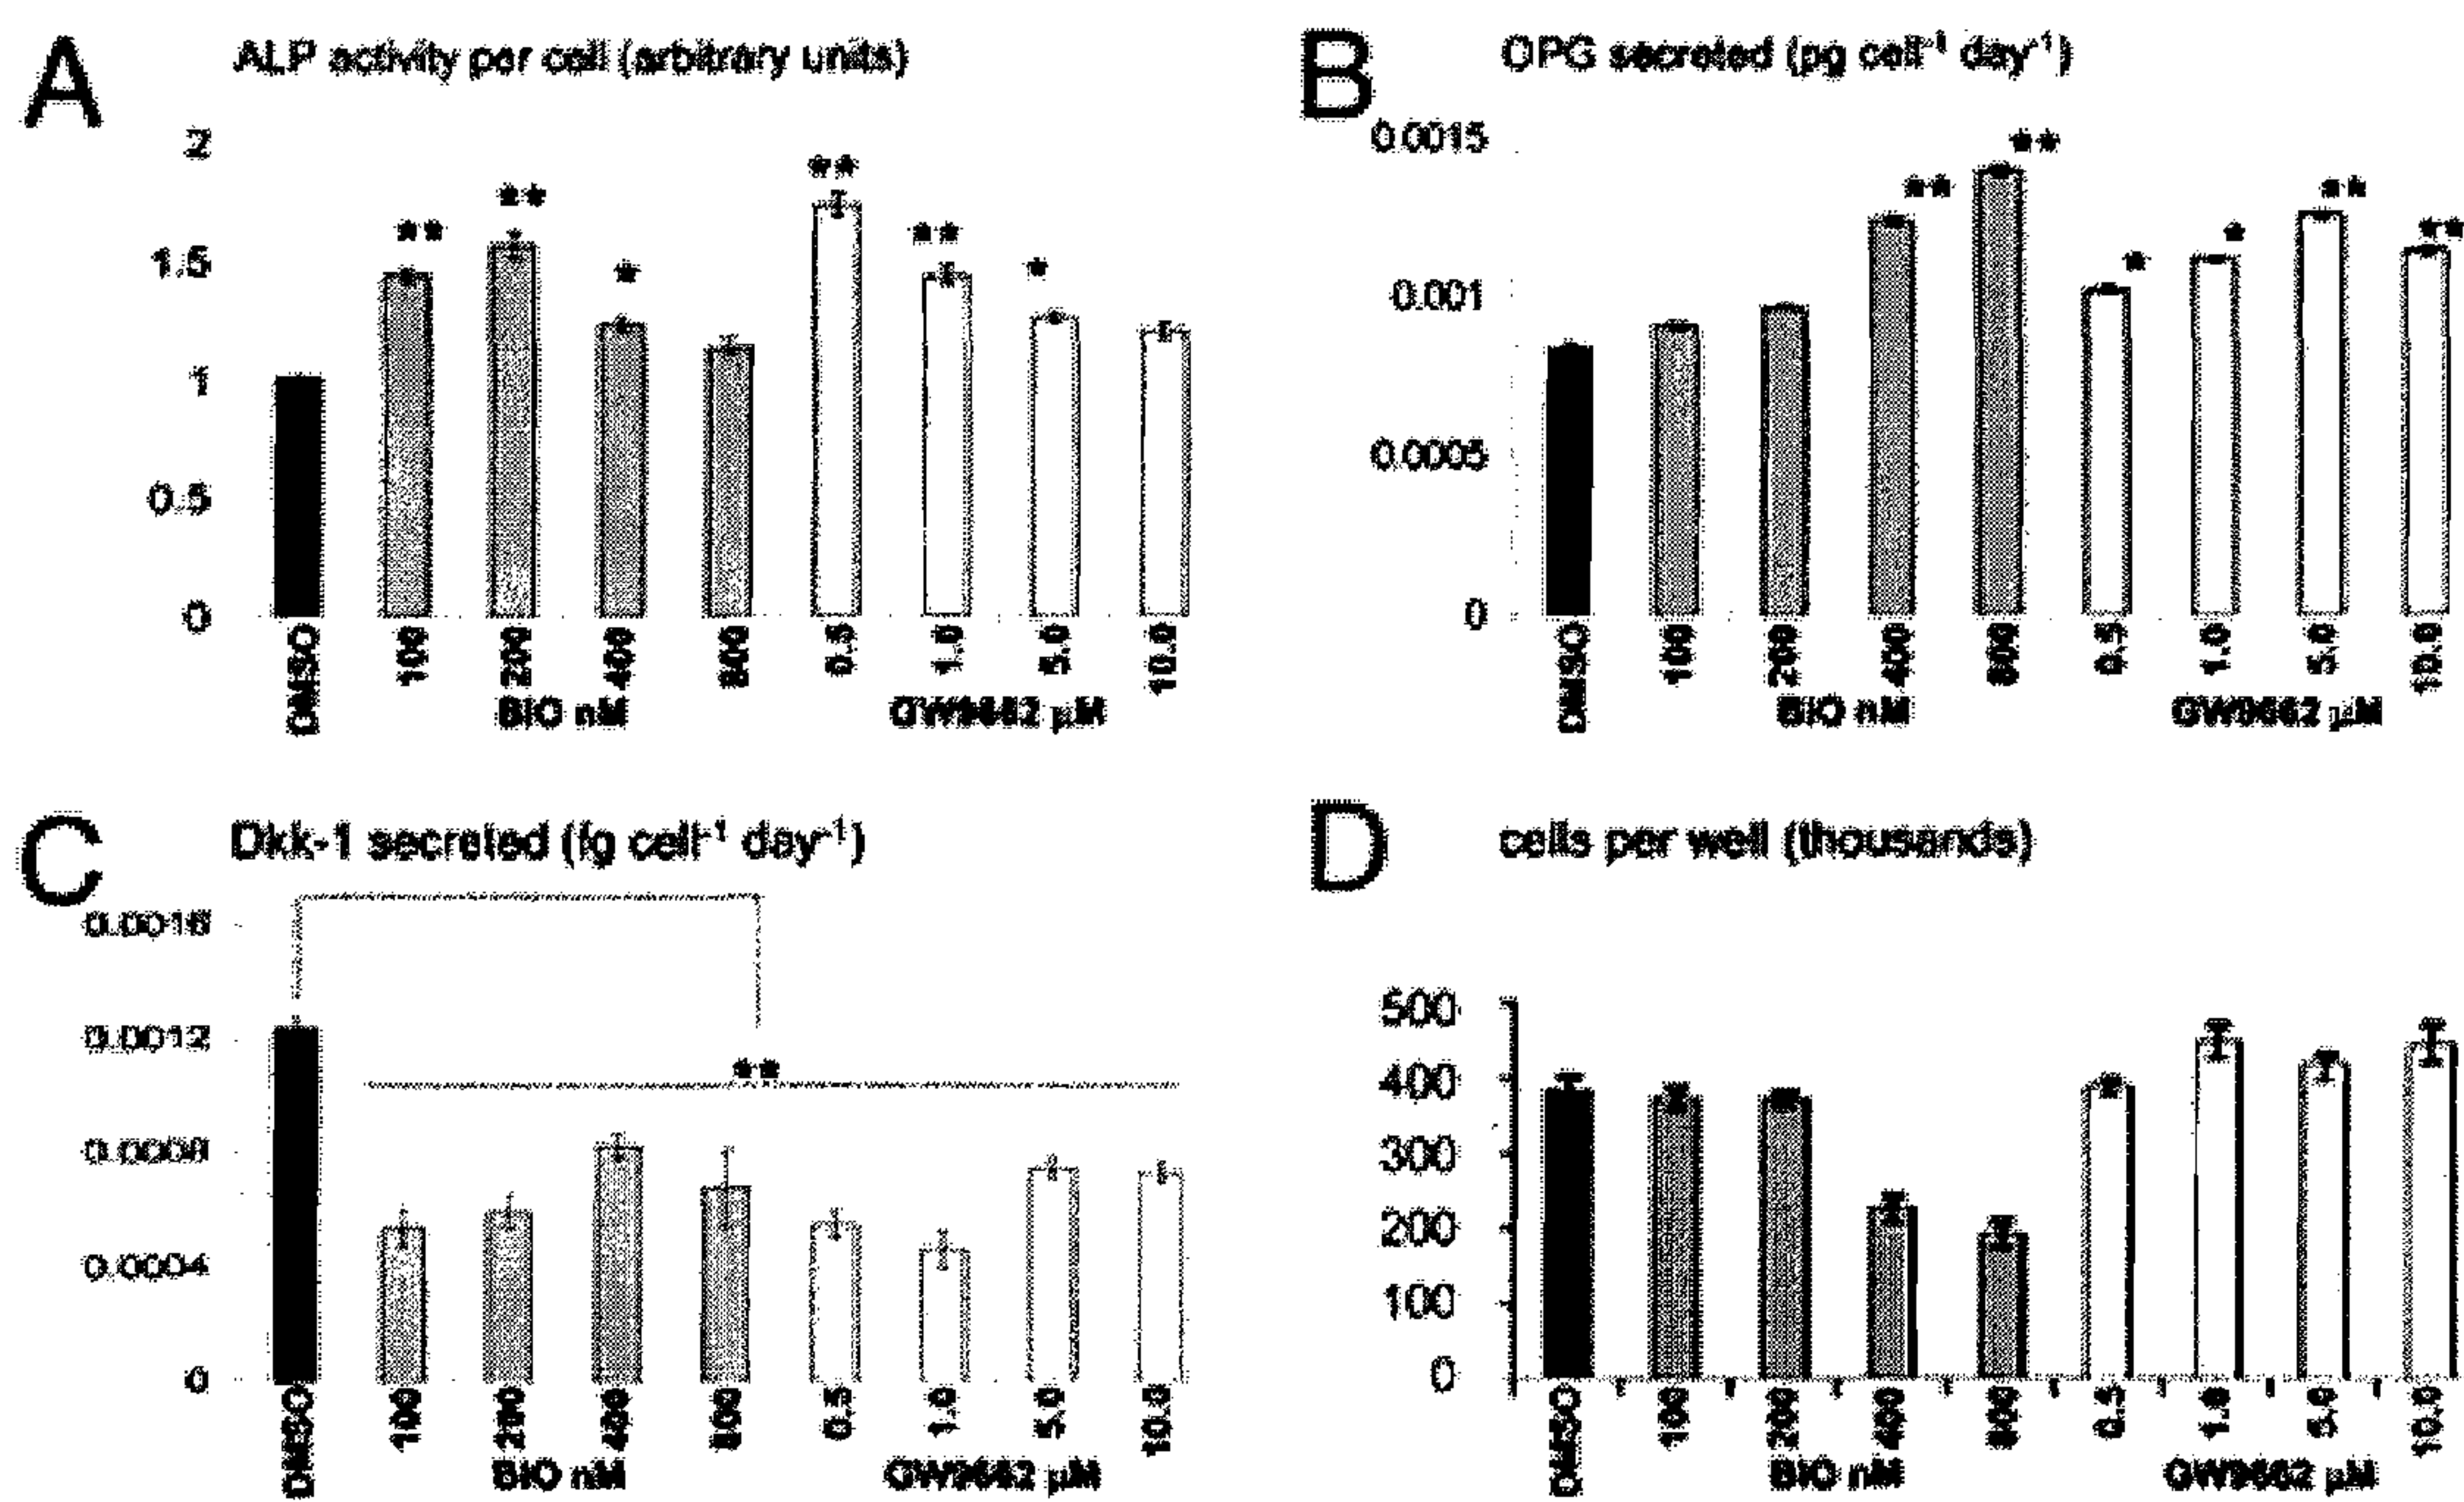 A
ALP activity per cell (arbitrary units)
2
**
**
**
**
1.5
*
*
1
0.5
0
DMSO 100 200 400 800 0.5 1.0 5.0 10.0
BIO nM GW9662 µM
B
OPG secreted (pg cell⁻¹ day⁻¹)
0.0015
**
**
**
**
*
*
0.001
0.0005
0
DMSO 100 200 400 800 0.5 1.0 5.0 10.0
BIO nM GW9662 µM
C
Dkk-1 secreted (fg cell⁻¹ day⁻¹)
0.0016
0.0012
**
0.0008
0.0004
0
DMSO 100 200 400 800 0.5 1.0 5.0 10.0
BIO nM GW9662 µM
D
cells per well (thousands)
500
400
300
200
100
0
DMSO 100 200 400 800 0.5 1.0 5.0 10.0
BIO nM GW9662 µM